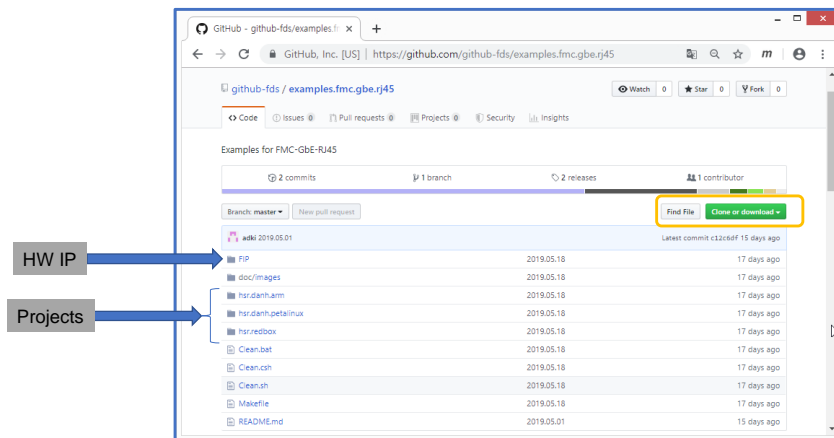 GitHub - github-fds/examples.f
GitHub, Inc. [US] | https://github.com/github-fds/examples.fmc.gbe.rj45
m
github-fds / examples.fmc.gbe.rj45
Watch 0 Star 0 Fork 0
Code Issues 0 Pull requests 0 Projects 0 Security Insights
Examples for FMC-GbE-RJ45
2 commits 1 branch 2 releases 1 contributor
Branch: master New pull request Find File Clone or download
adki 2019.05.01 Latest commit c12c6df 15 days ago
HW IP
FIP 2019.05.18 17 days ago
doc/images 2019.05.18 17 days ago
Projects
hsr.danh.arm 2019.05.18 17 days ago
hsr.danh.petalinux 2019.05.18 17 days ago
hsr.redbox 2019.05.18 17 days ago
Clean.bat 2019.05.18 17 days ago
Clean.csh 2019.05.18 17 days ago
Clean.sh 2019.05.18 17 days ago
Makefile 2019.05.18 17 days ago
README.md 2019.05.01 15 days ago